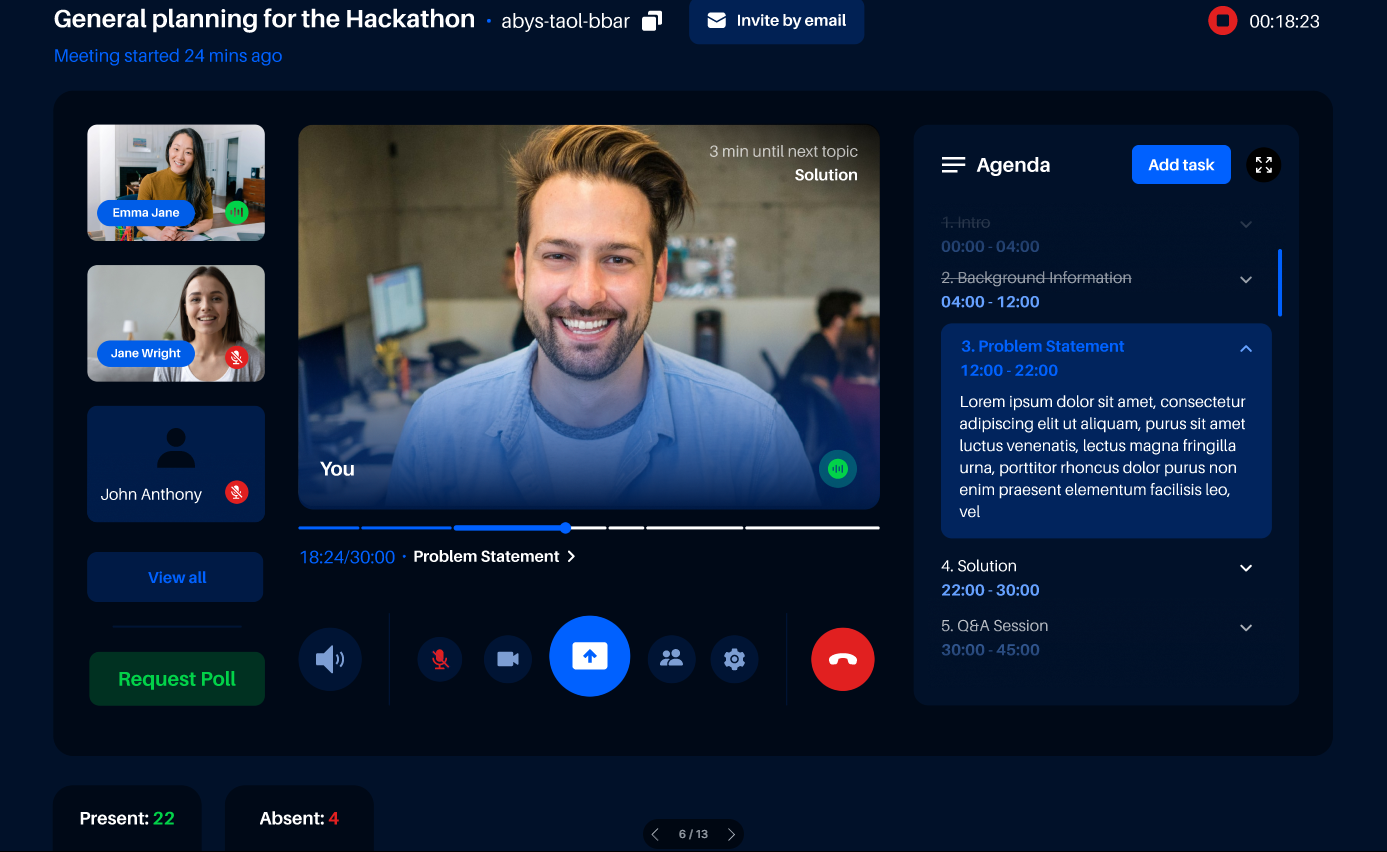 General planning for the Hackathon · abys-taol-bbar
Invite by email
00:18:23
Meeting started 24 mins ago
Emma Jane
Jane Wright
John Anthony
View all
Request Poll
3 min until next topic
Solution
You
18:24/30:00 · Problem Statement
Agenda
Add task
1. Intro
00:00 - 04:00
2. Background Information
04:00 - 12:00
3. Problem Statement
12:00 - 22:00
Lorem ipsum dolor sit amet, consectetur
adipiscing elit ut aliquam, purus sit amet
luctus venenatis, lectus magna fringilla
urna, porttitor rhoncus dolor purus non
enim praesent elementum facilisis leo,
vel
4. Solution
22:00 - 30:00
5. Q&A Session
30:00 - 45:00
Present: 22
Absent: 4
6 / 13